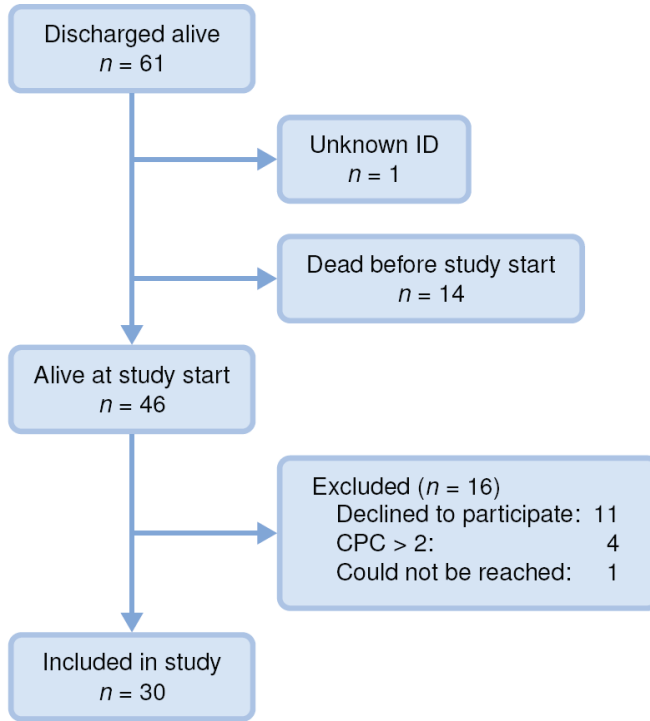 Discharged alive
n = 61
Unknown ID
n = 1
Dead before study start
n = 14
Alive at study start
n = 46
Excluded (n = 16)
Declined to participate: 11
CPC > 2: 4
Could not be reached: 1
Included in study
n = 30